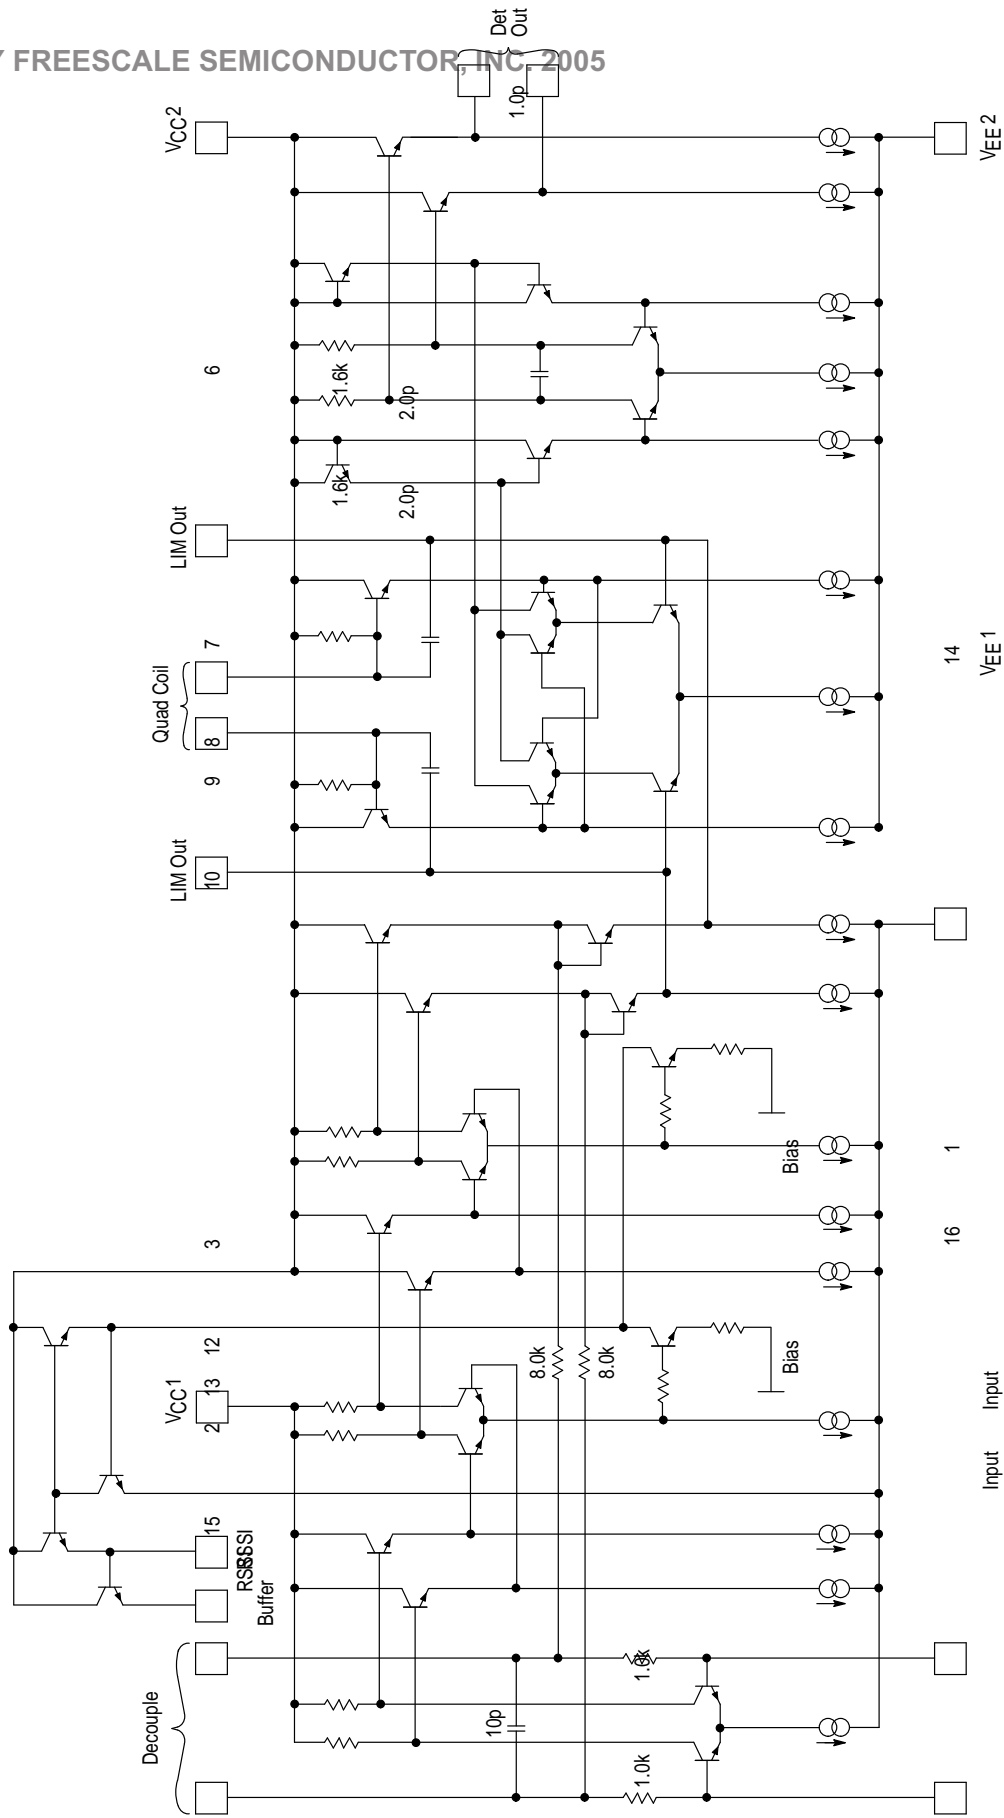 Y FREESCALE SEMICONDUCTOR, INC. 2005
Det
Out
1.0p
VCC2
VEE2
6
1.6k
2.0p
1.6k
2.0p
LIM Out
7
Quad Coil
8
9
14
VEE1
LIM Out
10
Bias
1
3
16
12
8.0k
8.0k
Bias
VCC1
13
2
Input
Input
15
RSSI
RSSI
Buffer
Decouple
10p
1.0k
1.0k